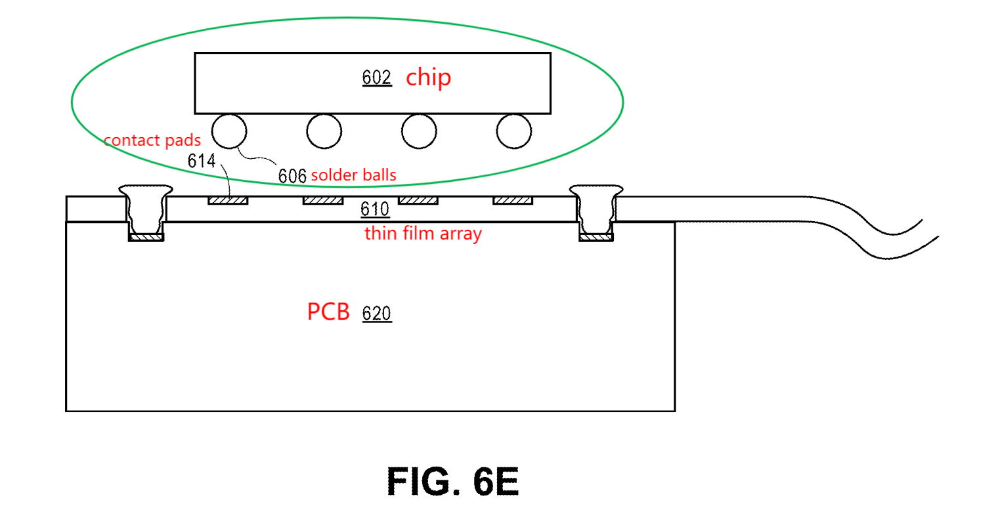 602 chip
contact pads
614
606 solder balls
610
thin film array
PCB 620
FIG. 6E